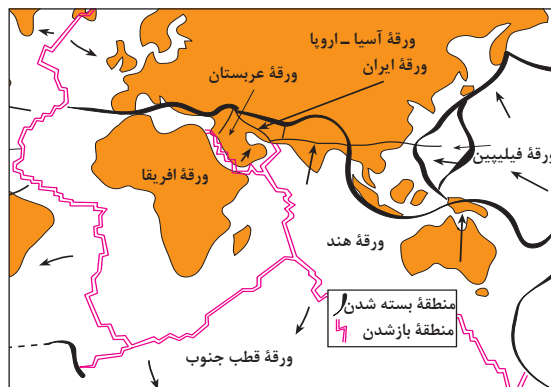 ورقهٔ آسیا ـ اروپا
ورقهٔ ایران
ورقهٔ عربستان
ورقهٔ فیلیپین
ورقهٔ افریقا
ورقهٔ هند
منطقهٔ بسته شدن
منطقهٔ بازشدن
ورقهٔ قطب جنوب